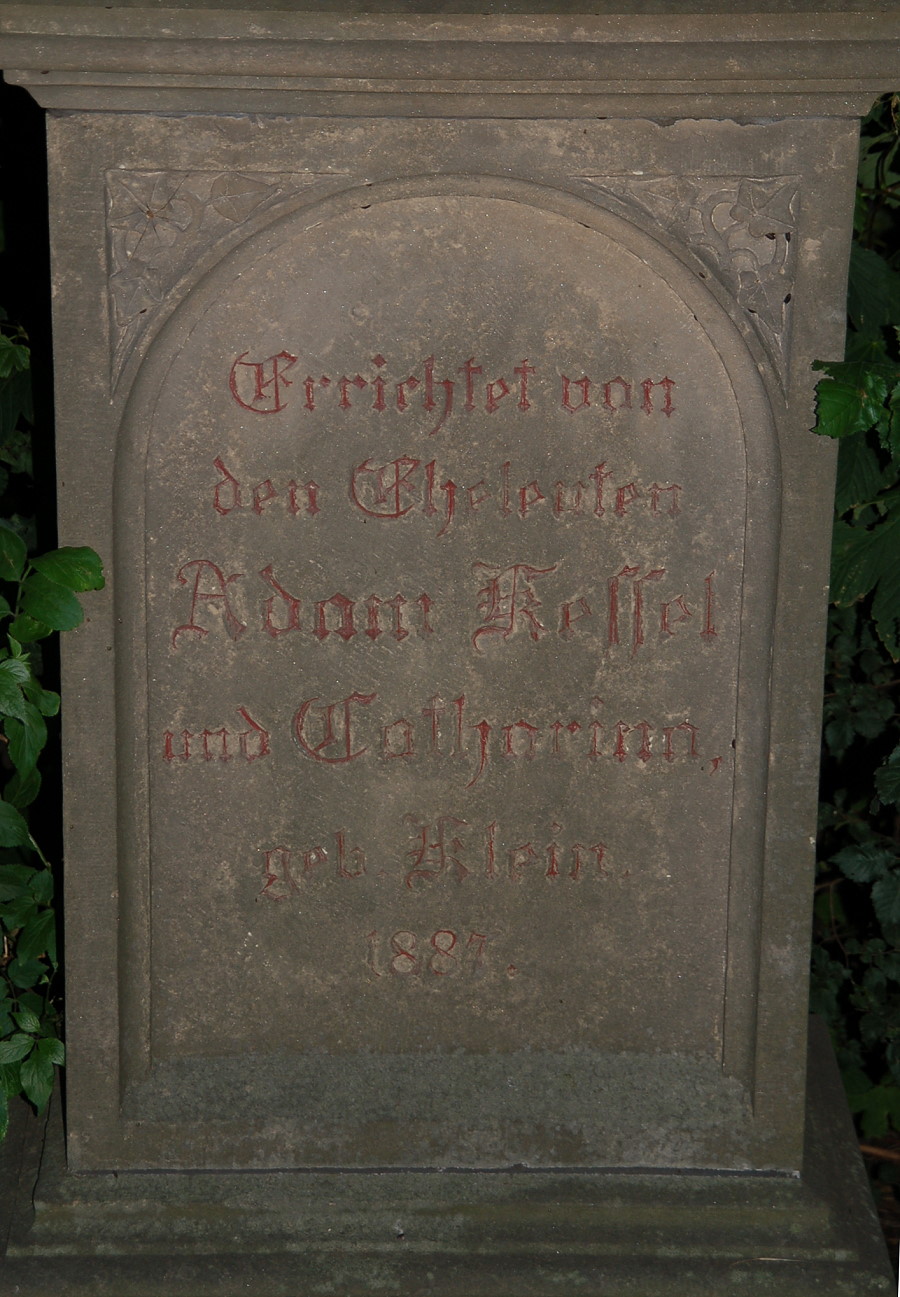 Errichtet von
den Eheleuten
Adam Kessel
und Catharina,
geb. Klein.
1887.